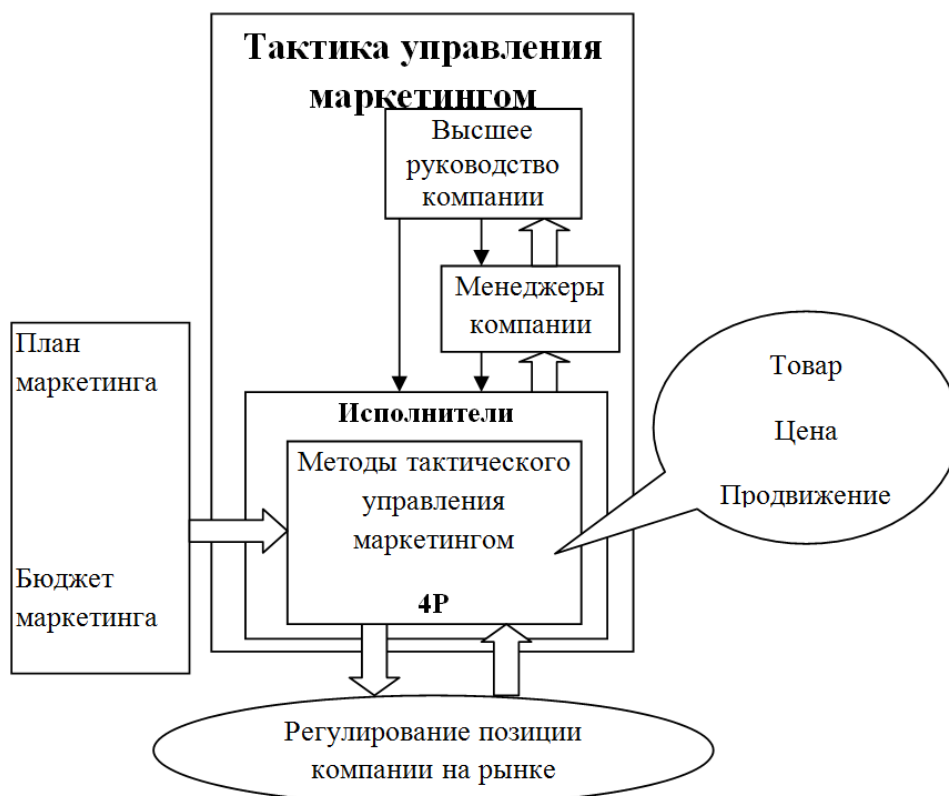 Тактика управления
маркетингом
Высшее
руководство
компании
Менеджеры
компании
План
маркетинга
Бюджет
маркетинга
Исполнители
Методы тактического
управления
маркетингом
4Р
Товар
Цена
Продвижение
Регулирование позиции
компании на рынке